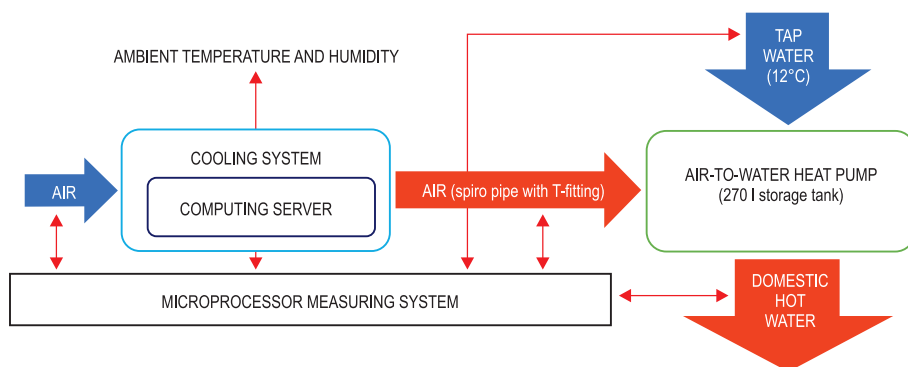 TAP
WATER
(12°C)
AMBIENT TEMPERATURE AND HUMIDITY
COOLING SYSTEM
AIR
COMPUTING SERVER
AIR (spiro pipe with T-fitting)
AIR-TO-WATER HEAT PUMP
(270 l storage tank)
MICROPROCESSOR MEASURING SYSTEM
DOMESTIC
HOT
WATER